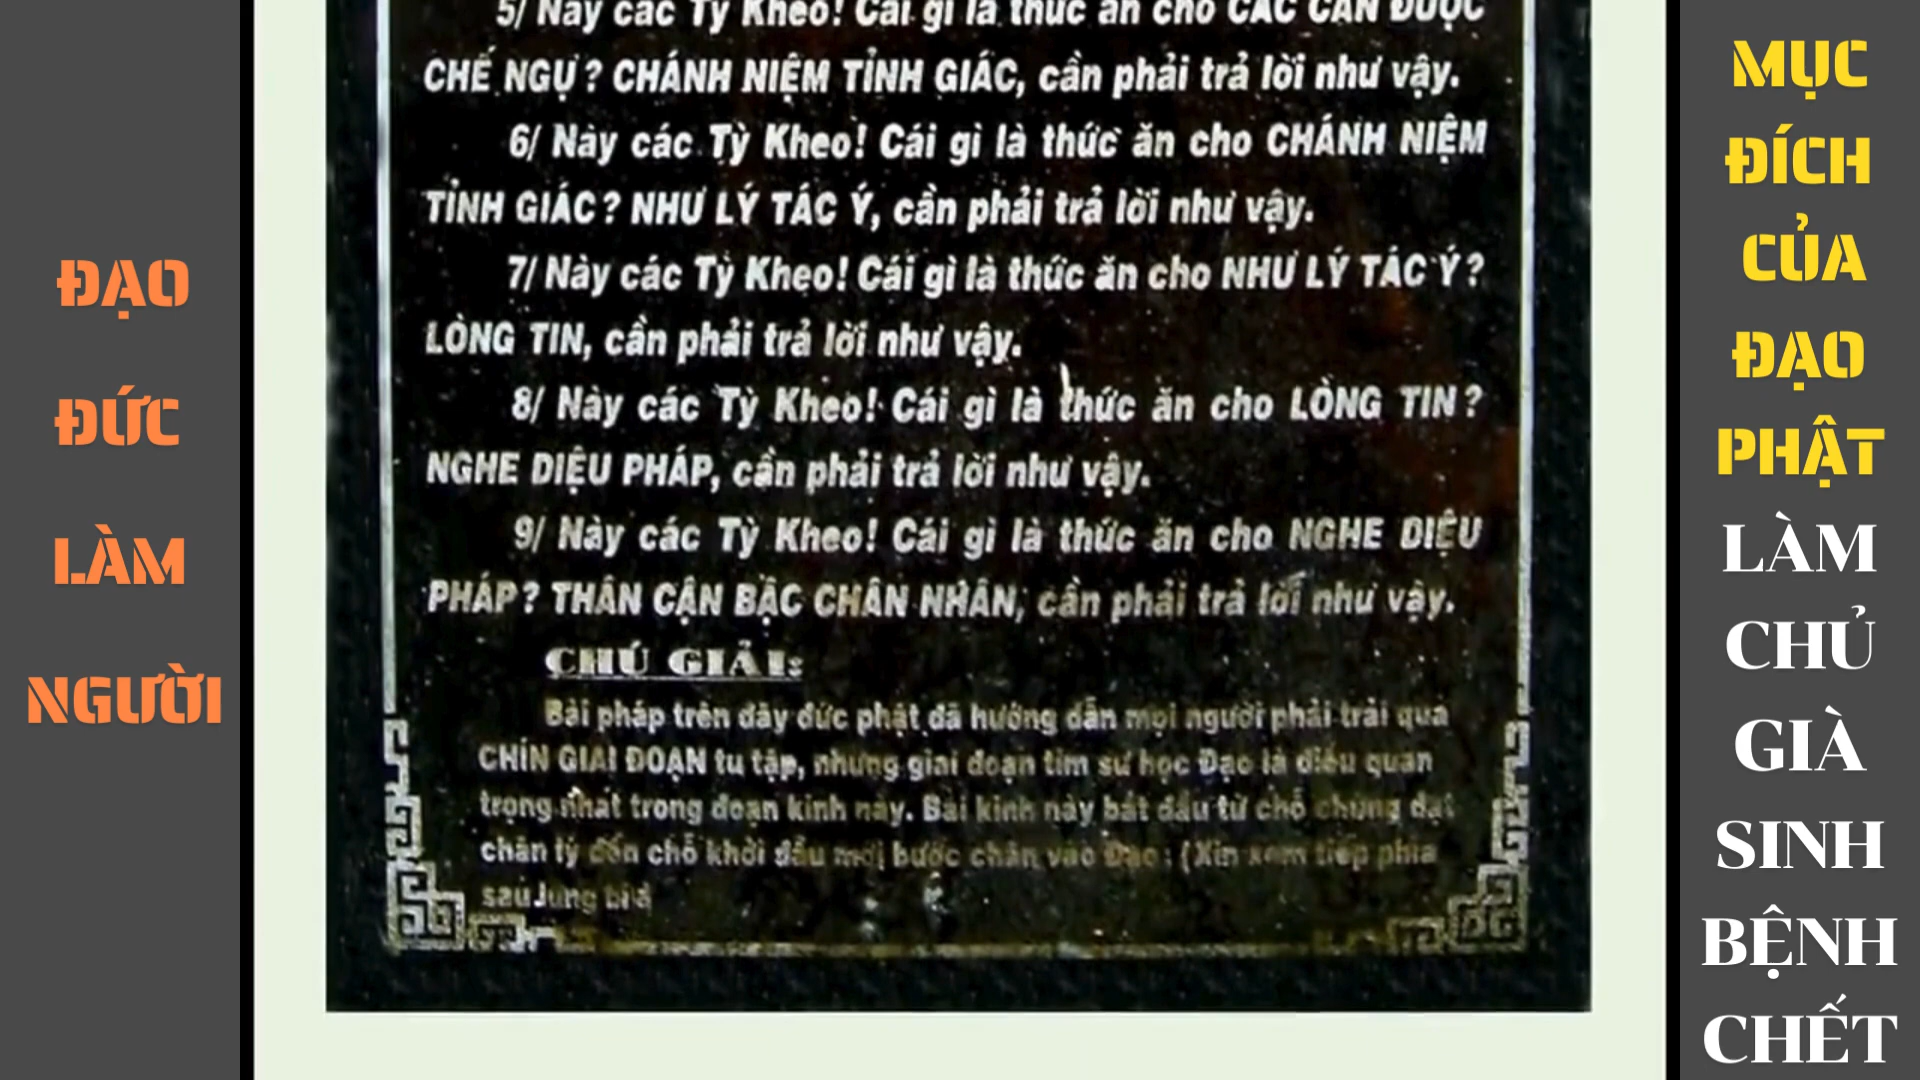 ĐẠO
ĐỨC
LÀM
NGƯỜI
5/ Này các Tỳ Kheo! Cái gì là thức ăn cho CÁC CĂN ĐƯỢC
CHẾ NGỰ? CHÁNH NIỆM TỈNH GIÁC, cần phải trả lời như vậy.
6/ Này các Tỳ Kheo! Cái gì là thức ăn cho CHÁNH NIỆM
TỈNH GIÁC? NHƯ LÝ TÁC Ý, cần phải trả lời như vậy.
7/ Này các Tỳ Kheo! Cái gì là thức ăn cho NHƯ LÝ TÁC Ý?
LÒNG TIN, cần phải trả lời như vậy.
8/ Này các Tỳ Kheo! Cái gì là thức ăn cho LÒNG TIN?
NGHE DIỆU PHÁP, cần phải trả lời như vậy.
9/ Này các Tỳ Kheo! Cái gì là thức ăn cho NGHE DIỆU
PHÁP? THÂN CẬN BẬC CHÂN NHÂN, cần phải trả lời như vậy.
CHÚ GIẢI:
Bài pháp trên đây đức phật đã hướng dẫn mọi người phải trải qua
CHÍN GIAI ĐOẠN tu tập, nhưng giai đoạn tìm sư học Đạo là điều quan
trọng nhất trong đoạn kinh này. Bài kinh này bắt đầu từ chỗ chứng đạt
chân lý đến chỗ khởi đầu mới bước chân vào Đạo: (Xin xem tiếp phía
sau
MỤC
ĐÍCH
CỦA
ĐẠO
PHẬT
LÀM
CHỦ
GIÀ
SINH
BỆNH
CHẾT